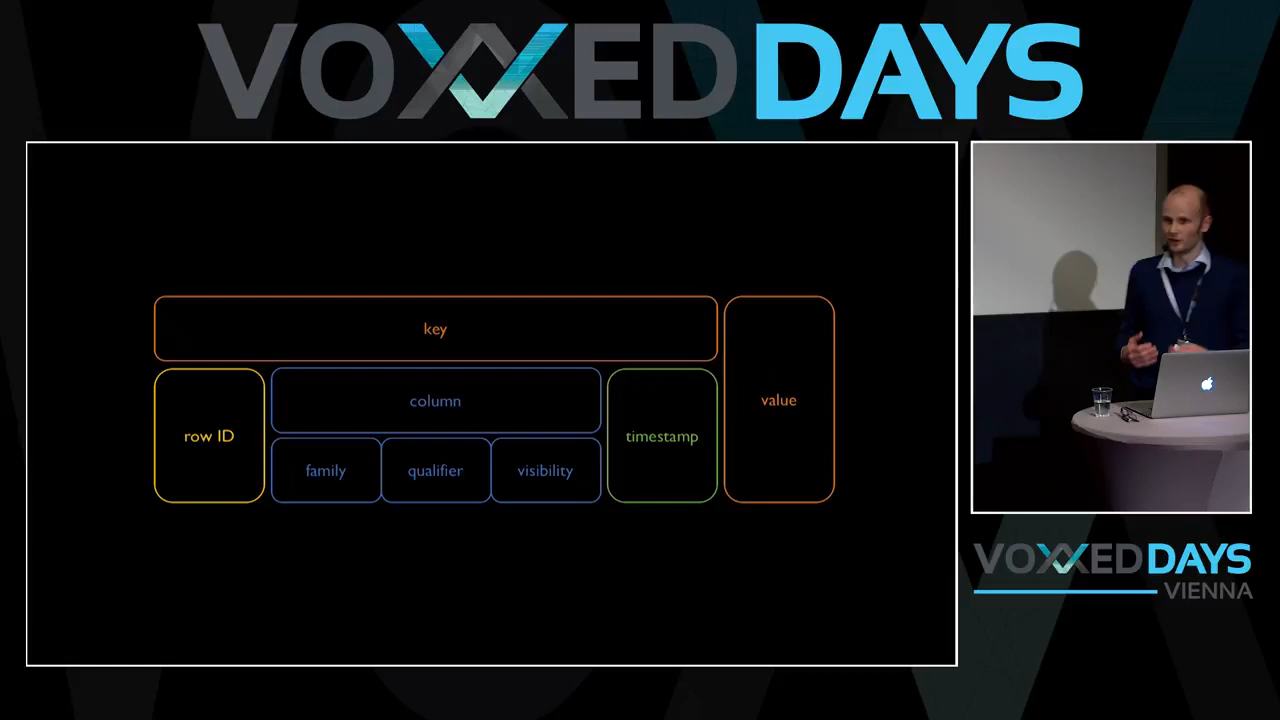 VOXXED DAYS
key
value
row ID
column
timestamp
family
qualifier
visibility
VOXXED DAYS
VIENNA